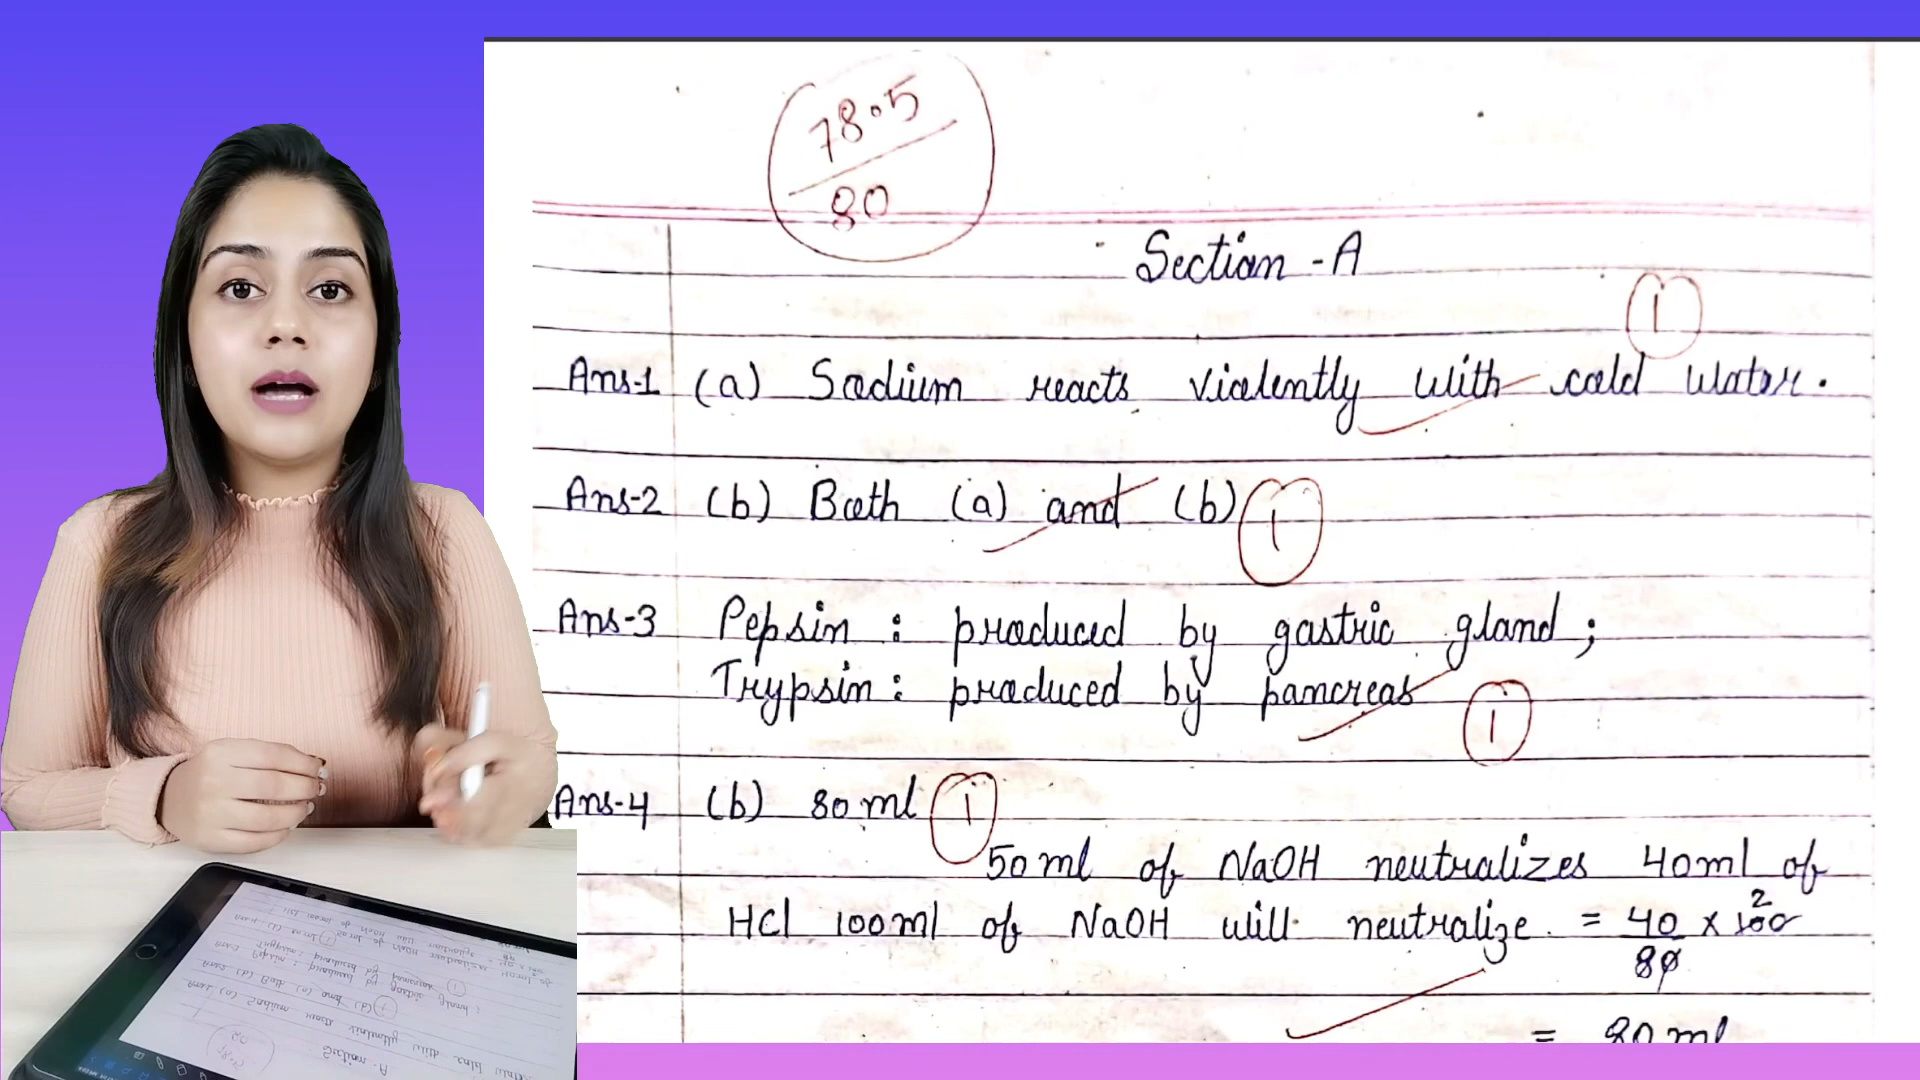 78.5
80
Section - A
1
Ans-1 (a) Sodium reacts violently with cold water.
Ans-2 (b) Both (a) and (b) 1
Ans-3 Pepsin : produced by gastric gland ;
Trypsin : produced by pancreas 1
Ans-4 (b) 80 ml 1
50 ml of NaOH neutralizes 40 ml of
HCl 100 ml of NaOH will neutralize = 40 x 100 2
= 80 ml